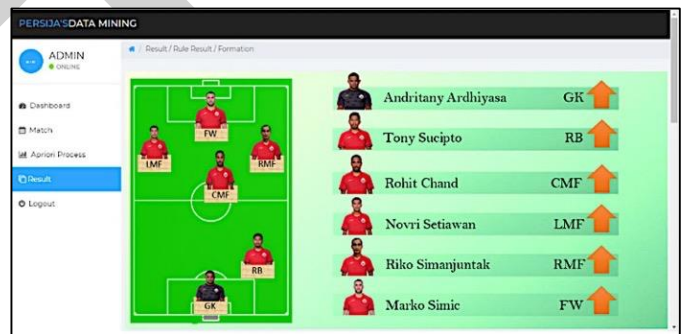 PERSIJA'SDATA MINING
ADMIN
ONLINE
/ Result / Rule Result / Formation
Dashboard
Match
Apriori Process
Result
Logout
FW
LMF
RMF
CMF
RB
GK
Andritany Ardhiyasa GK
Tony Sucipto RB
Rohit Chand CMF
Novri Setiawan LMF
Riko Simanjuntak RMF
Marko Simic FW